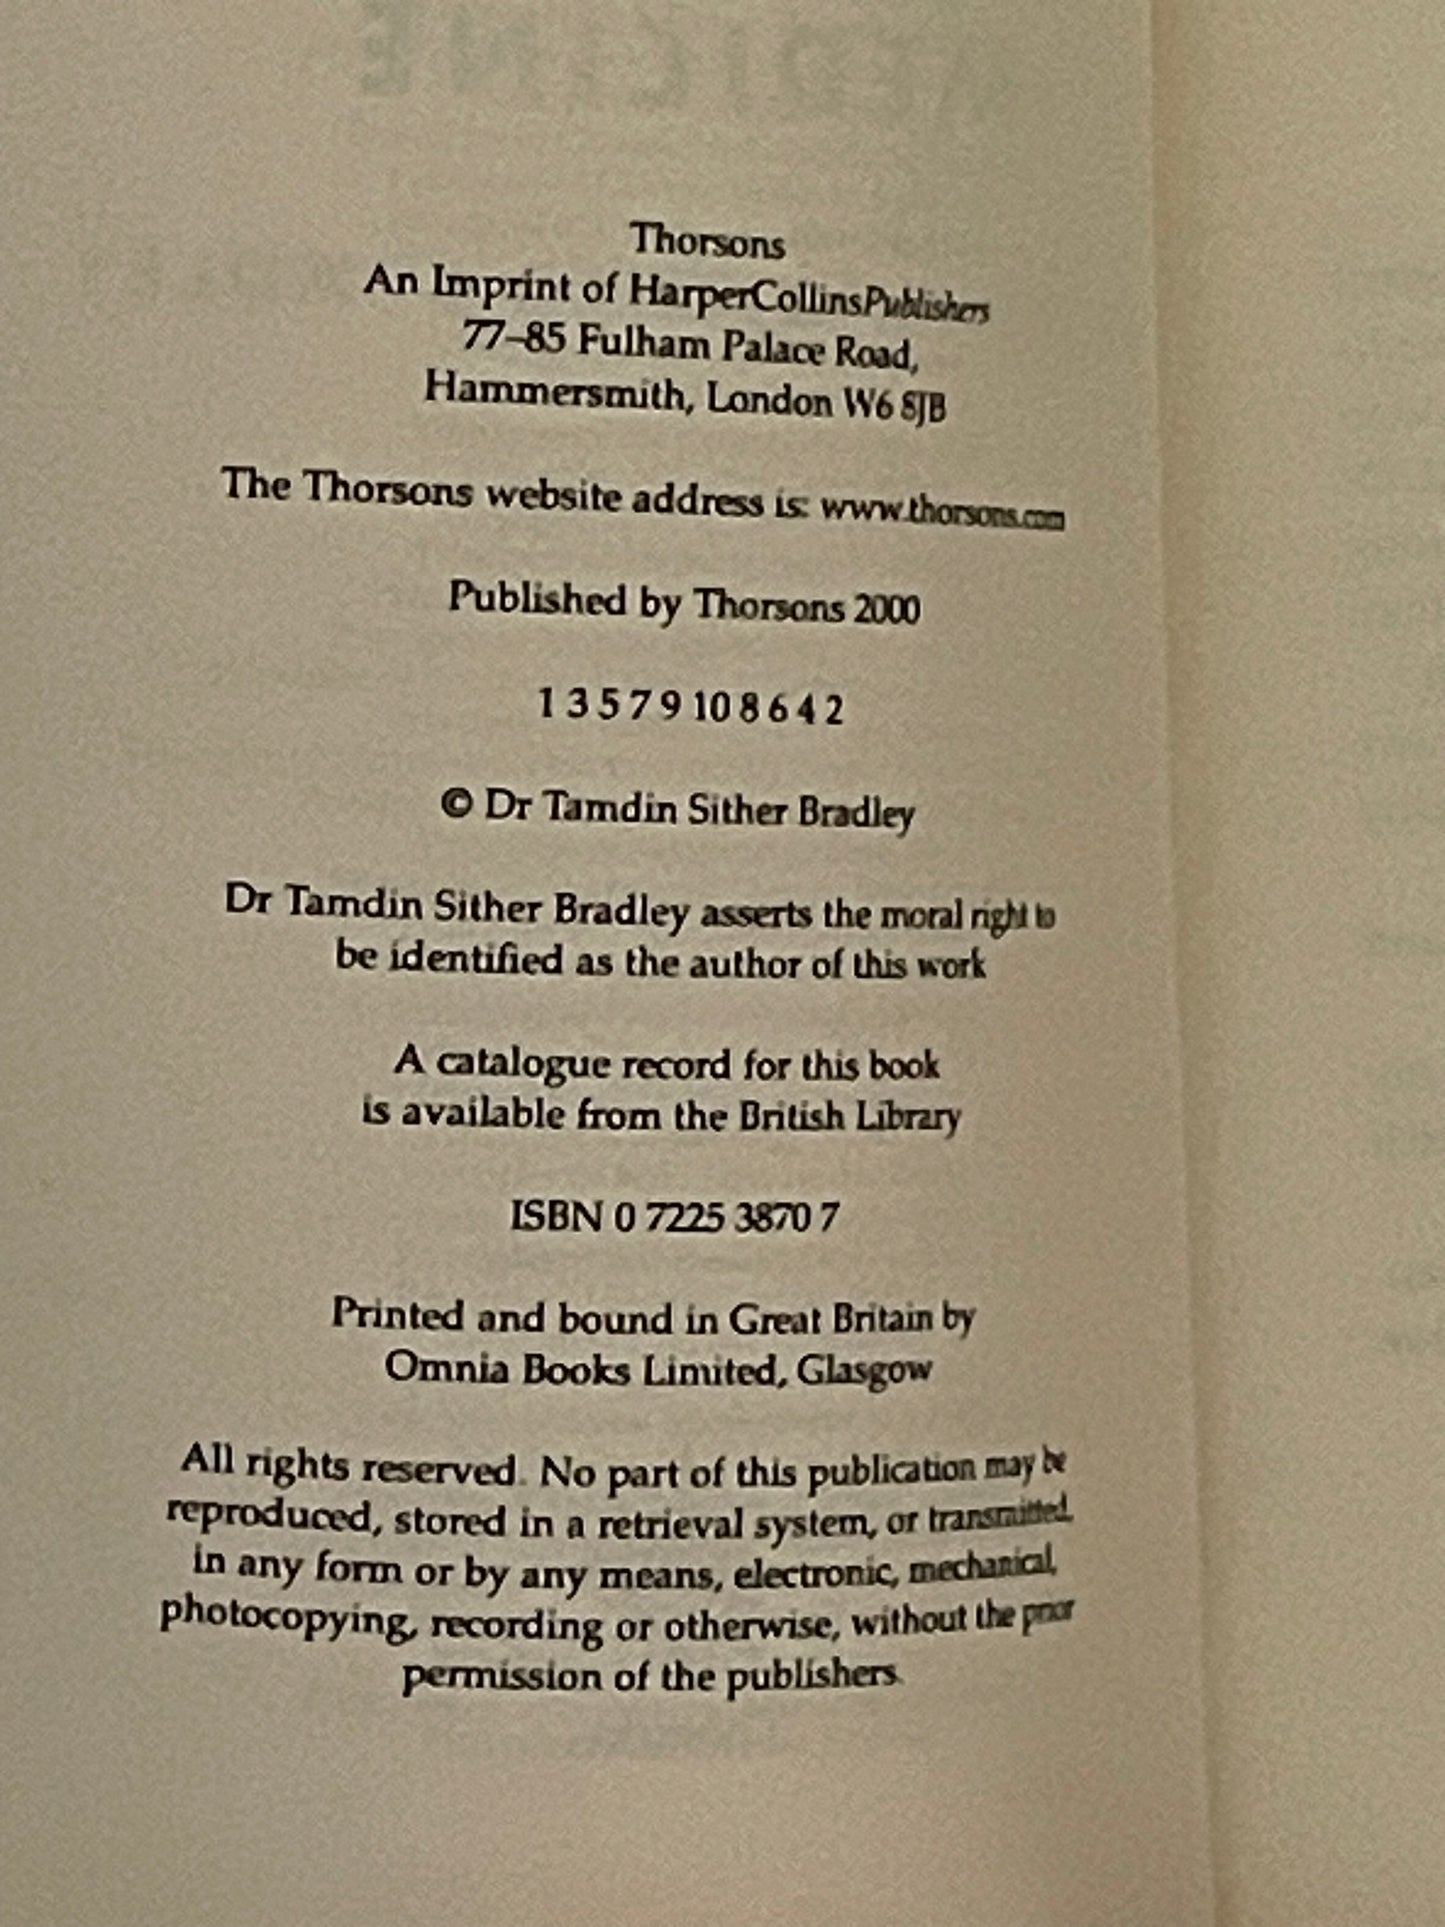 Thorsons
An Imprint of HarperCollinsPublishers
77–85 Fulham Palace Road,
Hammersmith, London W6 8JB
The Thorsons website address is: www.thorsons.com
Published by Thorsons 2000
1 3 5 7 9 10 8 6 4 2
© Dr Tamdin Sither Bradley
Dr Tamdin Sither Bradley asserts the moral right to
be identified as the author of this work
A catalogue record for this book
is available from the British Library
ISBN 0 7225 3870 7
Printed and bound in Great Britain by
Omnia Books Limited, Glasgow
All rights reserved. No part of this publication may be
reproduced, stored in a retrieval system, or transmitted,
in any form or by any means, electronic, mechanical,
photocopying, recording or otherwise, without the prior
permission of the publishers.